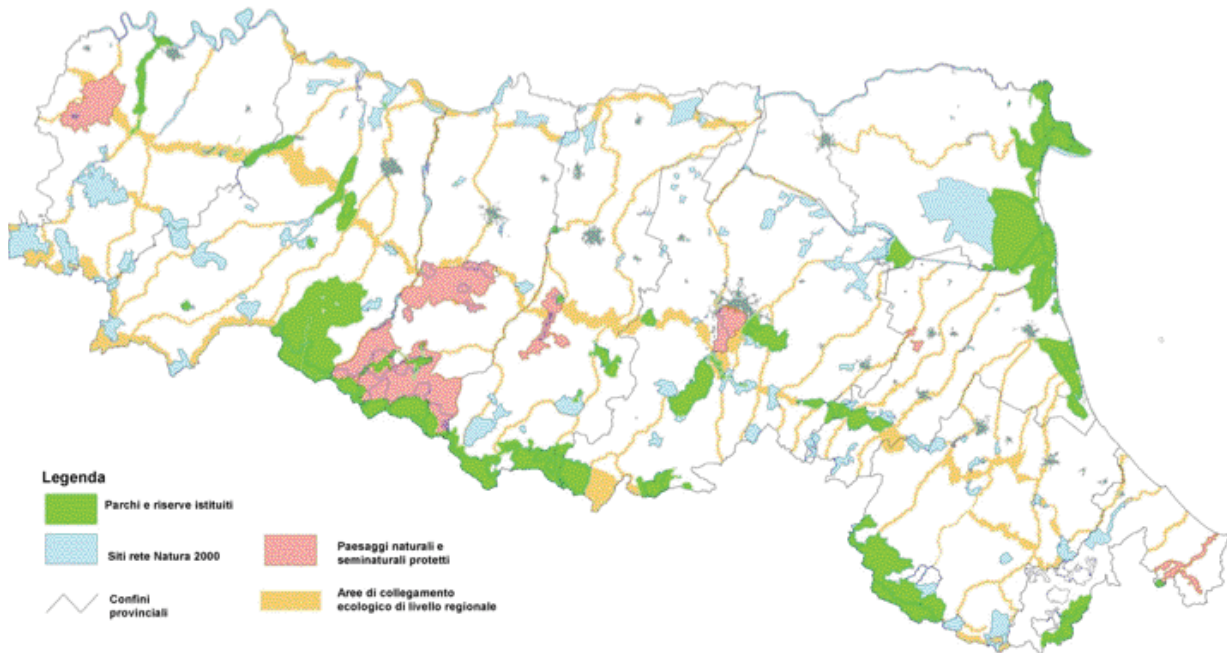 Legenda
Parchi e riserve istituiti
Siti rete Natura 2000
Confini
provinciali
Paesaggi naturali e
seminaturali protetti
Aree di collegamento
ecologico di livello regionale